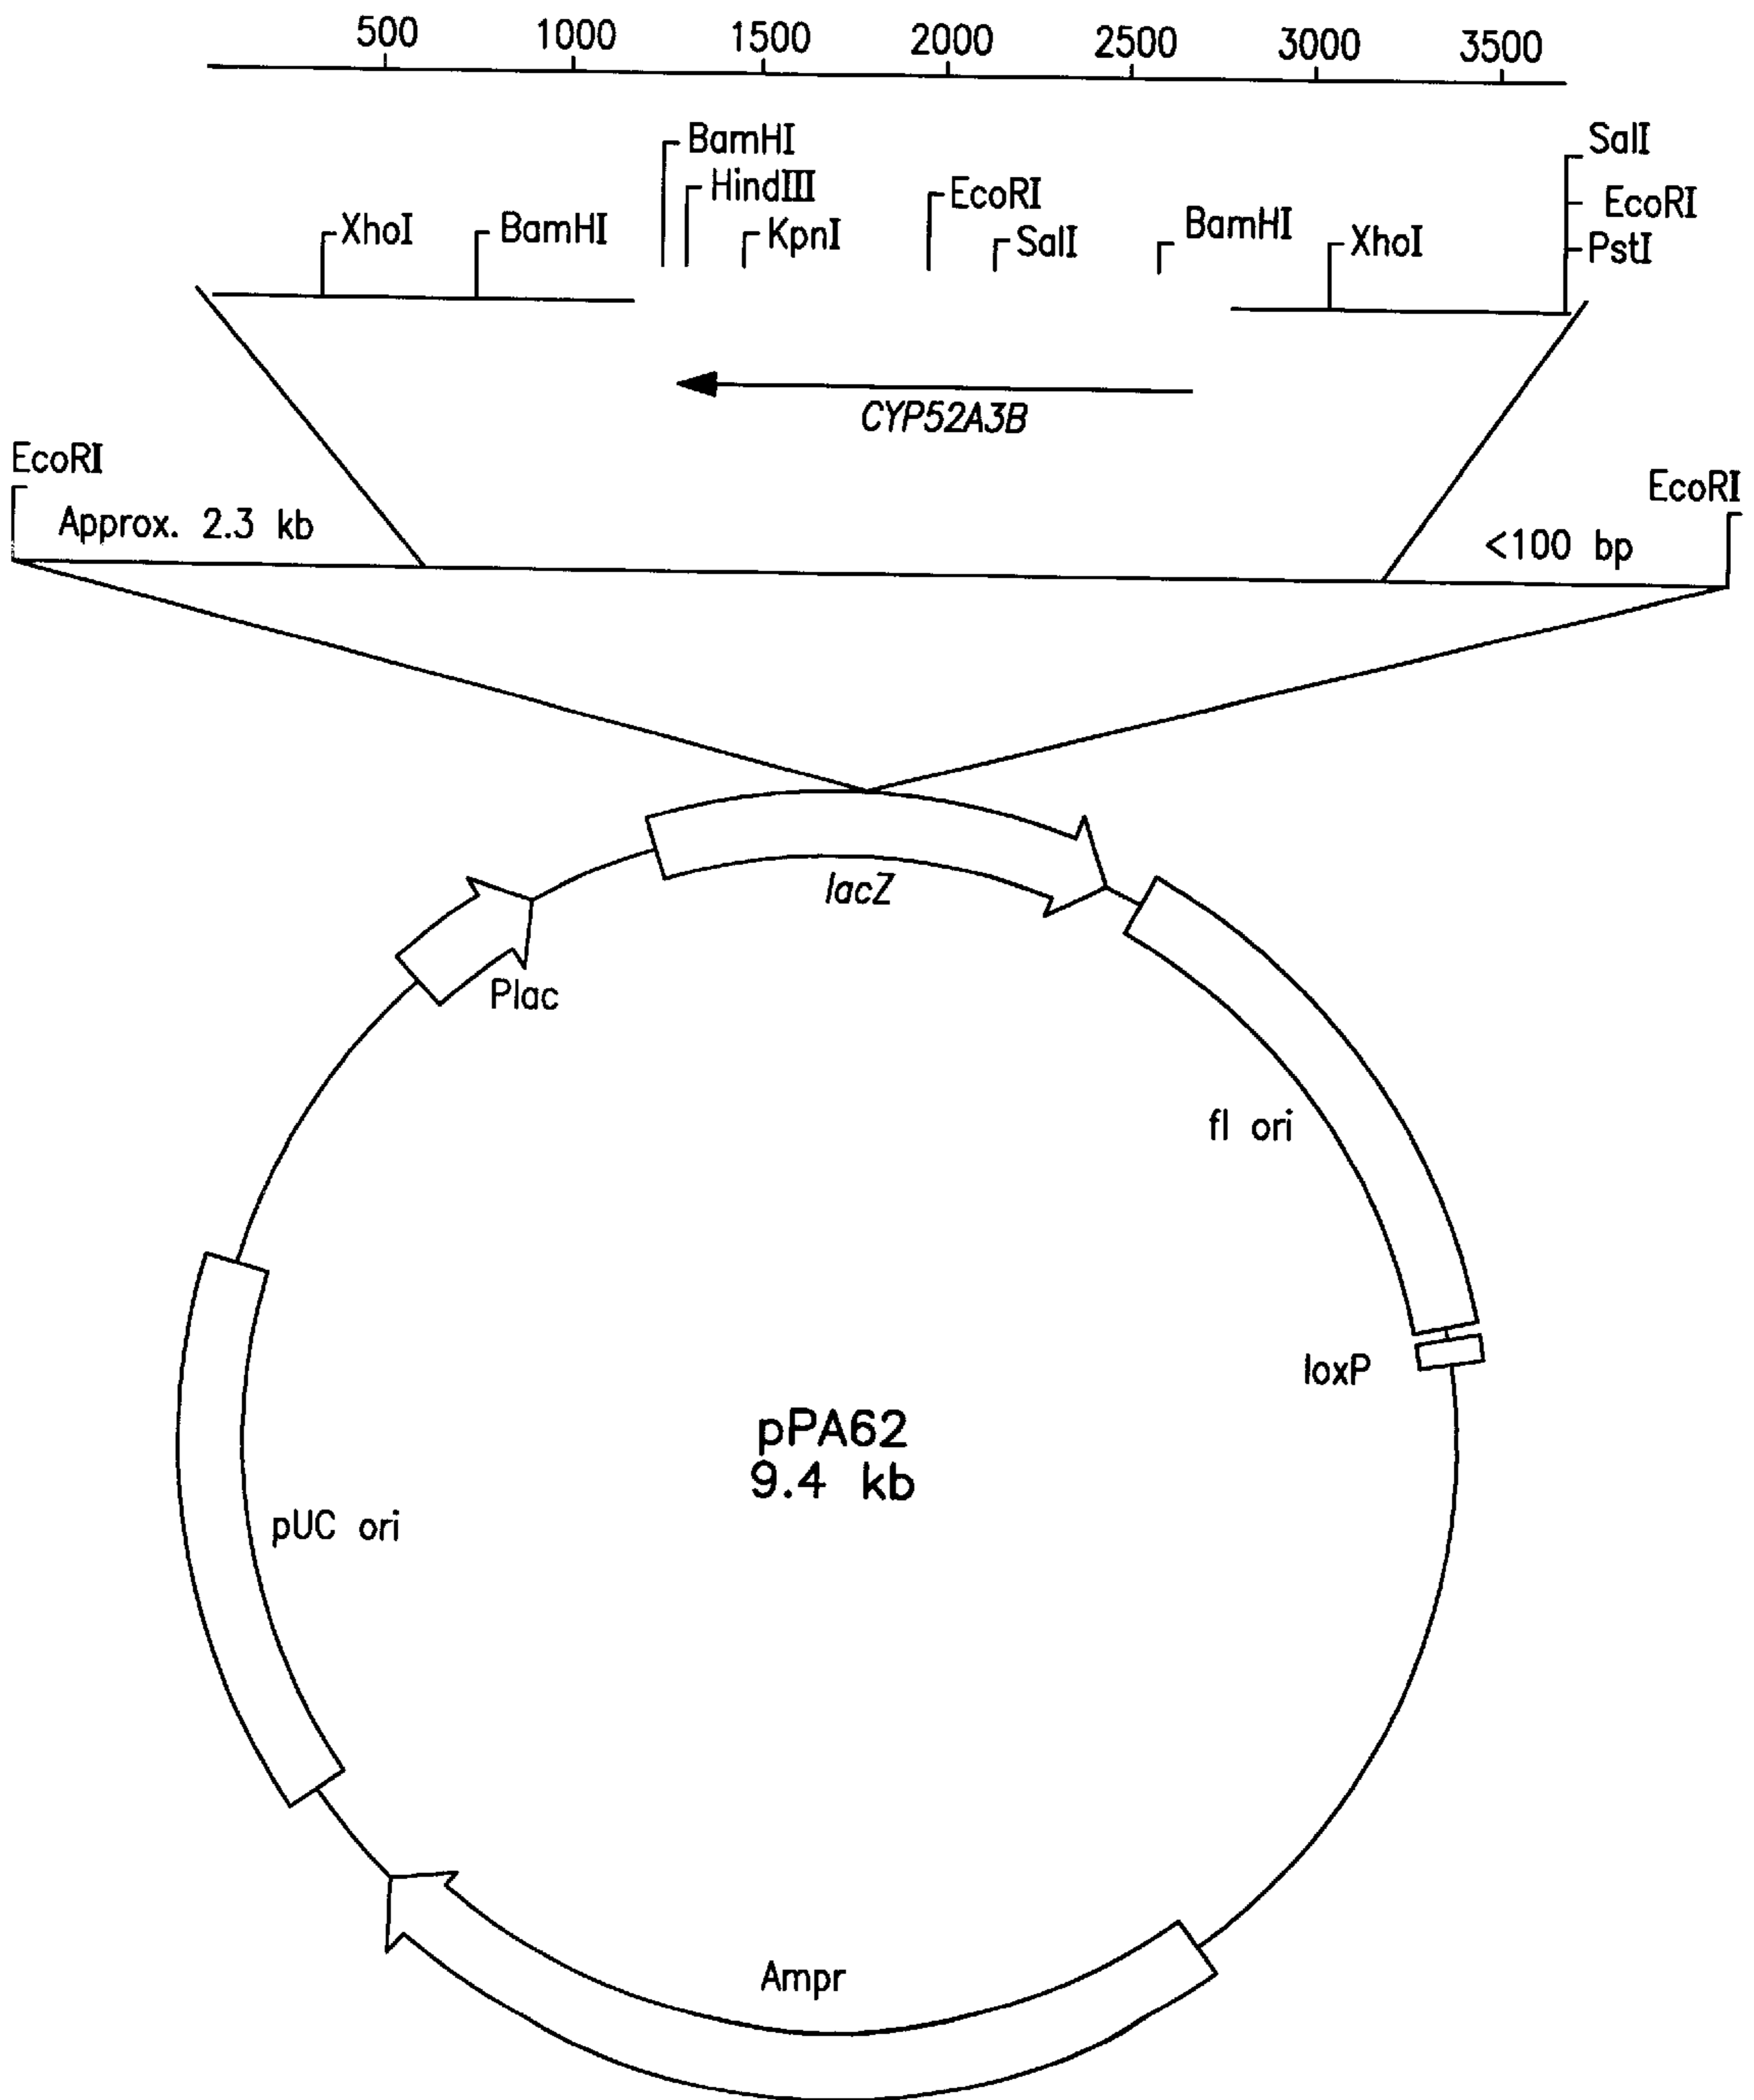 500 1000 1500 2000 2500 3000 3500
BamHI
SalI
HindIII
EcoRI
EcoRI
XhoI
BamHI
KpnI
SalI
BamHI
XhoI
PstI
CYP52A3B
EcoRI
EcoRI
Approx. 2.3 kb
<100 bp
lacZ
Plac
fl ori
loxP
pPA62
9.4 kb
pUC ori
Ampr